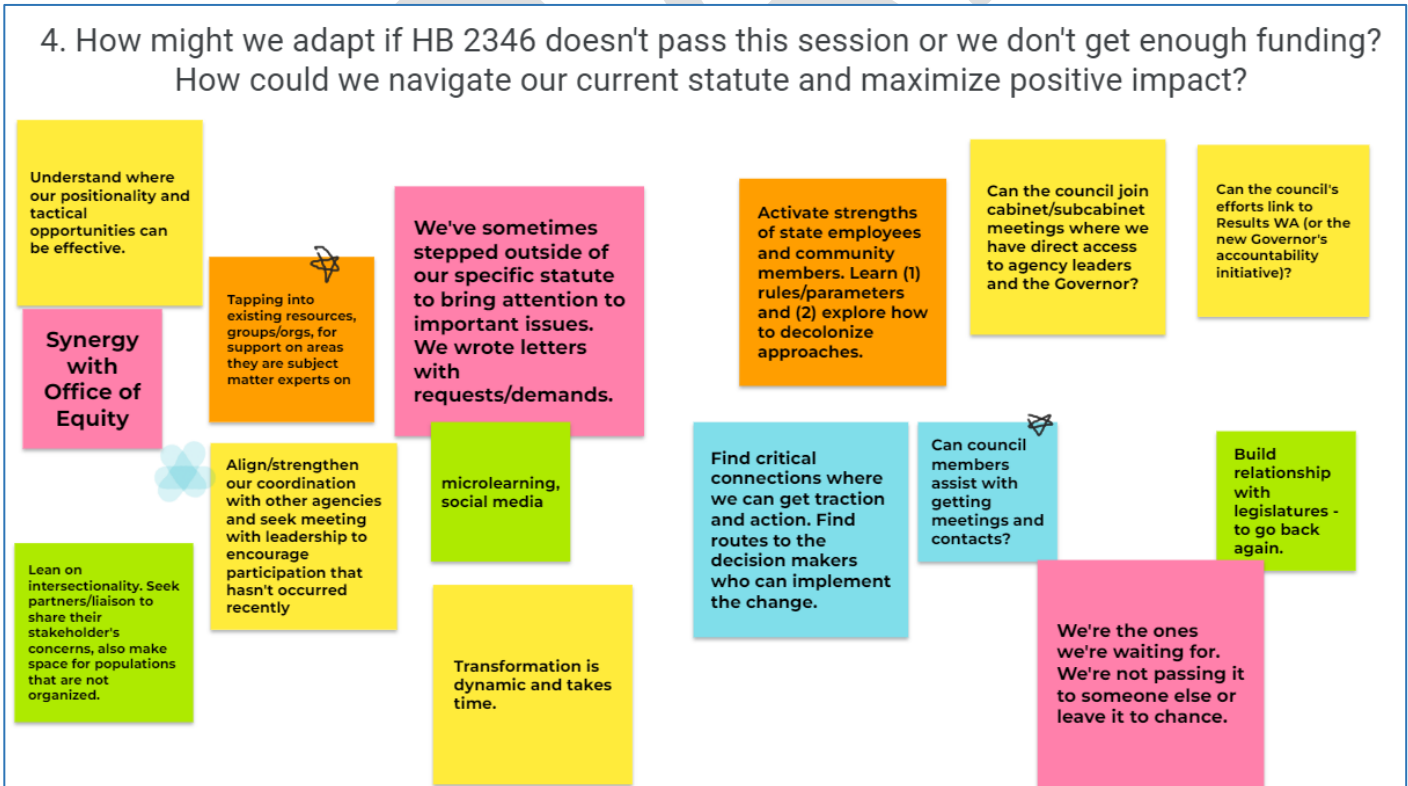 4. How might we adapt if HB 2346 doesn't pass this session or we don't get enough funding?
How could we navigate our current statute and maximize positive impact?
Understand where
our positionality and
tactical
opportunities can
be effective.
Synergy
with
Office of
Equity
Tapping into
existing resources,
groups/orgs, for
support on areas
they are subject
matter experts on
We've sometimes
stepped outside of
our specific statute
to bring attention to
important issues.
We wrote letters
with
requests/demands.
Align/strengthen
our coordination
with other agencies
and seek meeting
with leadership to
encourage
participation that
hasn't occurred
recently
microlearning,
social media
Lean on
intersectionality. Seek
partners/liaison to
share their
stakeholder's
concerns, also make
space for populations
that are not
organized.
Transformation is
dynamic and takes
time.
Activate strengths
of state employees
and community
members. Learn (1)
rules/parameters
and (2) explore how
to decolonize
approaches.
Can the council join
cabinet/subcabinet
meetings where we
have direct access
to agency leaders
and the Governor?
Can the council's
efforts link to
Results WA (or the
new Governor's
accountability
initiative)?
Find critical
connections where
we can get traction
and action. Find
routes to the
decision makers
who can implement
the change.
Can council
members
assist with
getting
meetings and
contacts?
Build
relationship
with
legislatures -
to go back
again.
We're the ones
we're waiting for.
We're not passing it
to someone else or
leave it to chance.